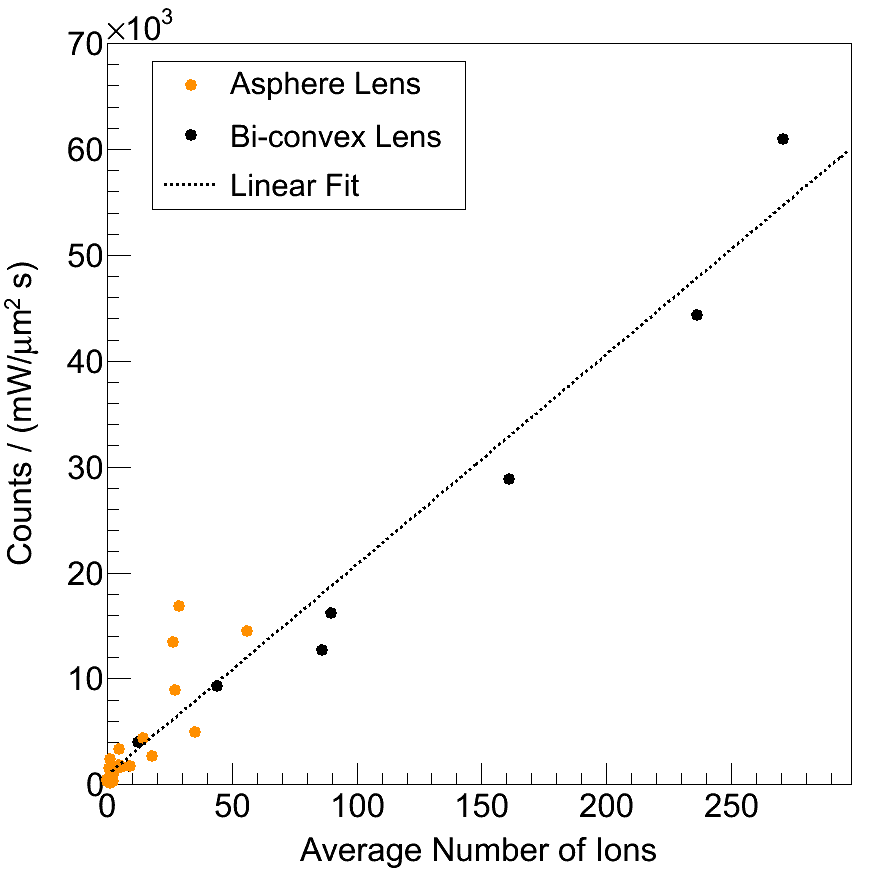 ×10³
70
60
50
40
30
20
10
0
Counts / (mW/μm² s)
Asphere Lens
Bi-convex Lens
Linear Fit
0 50 100 150 200 250
Average Number of Ions